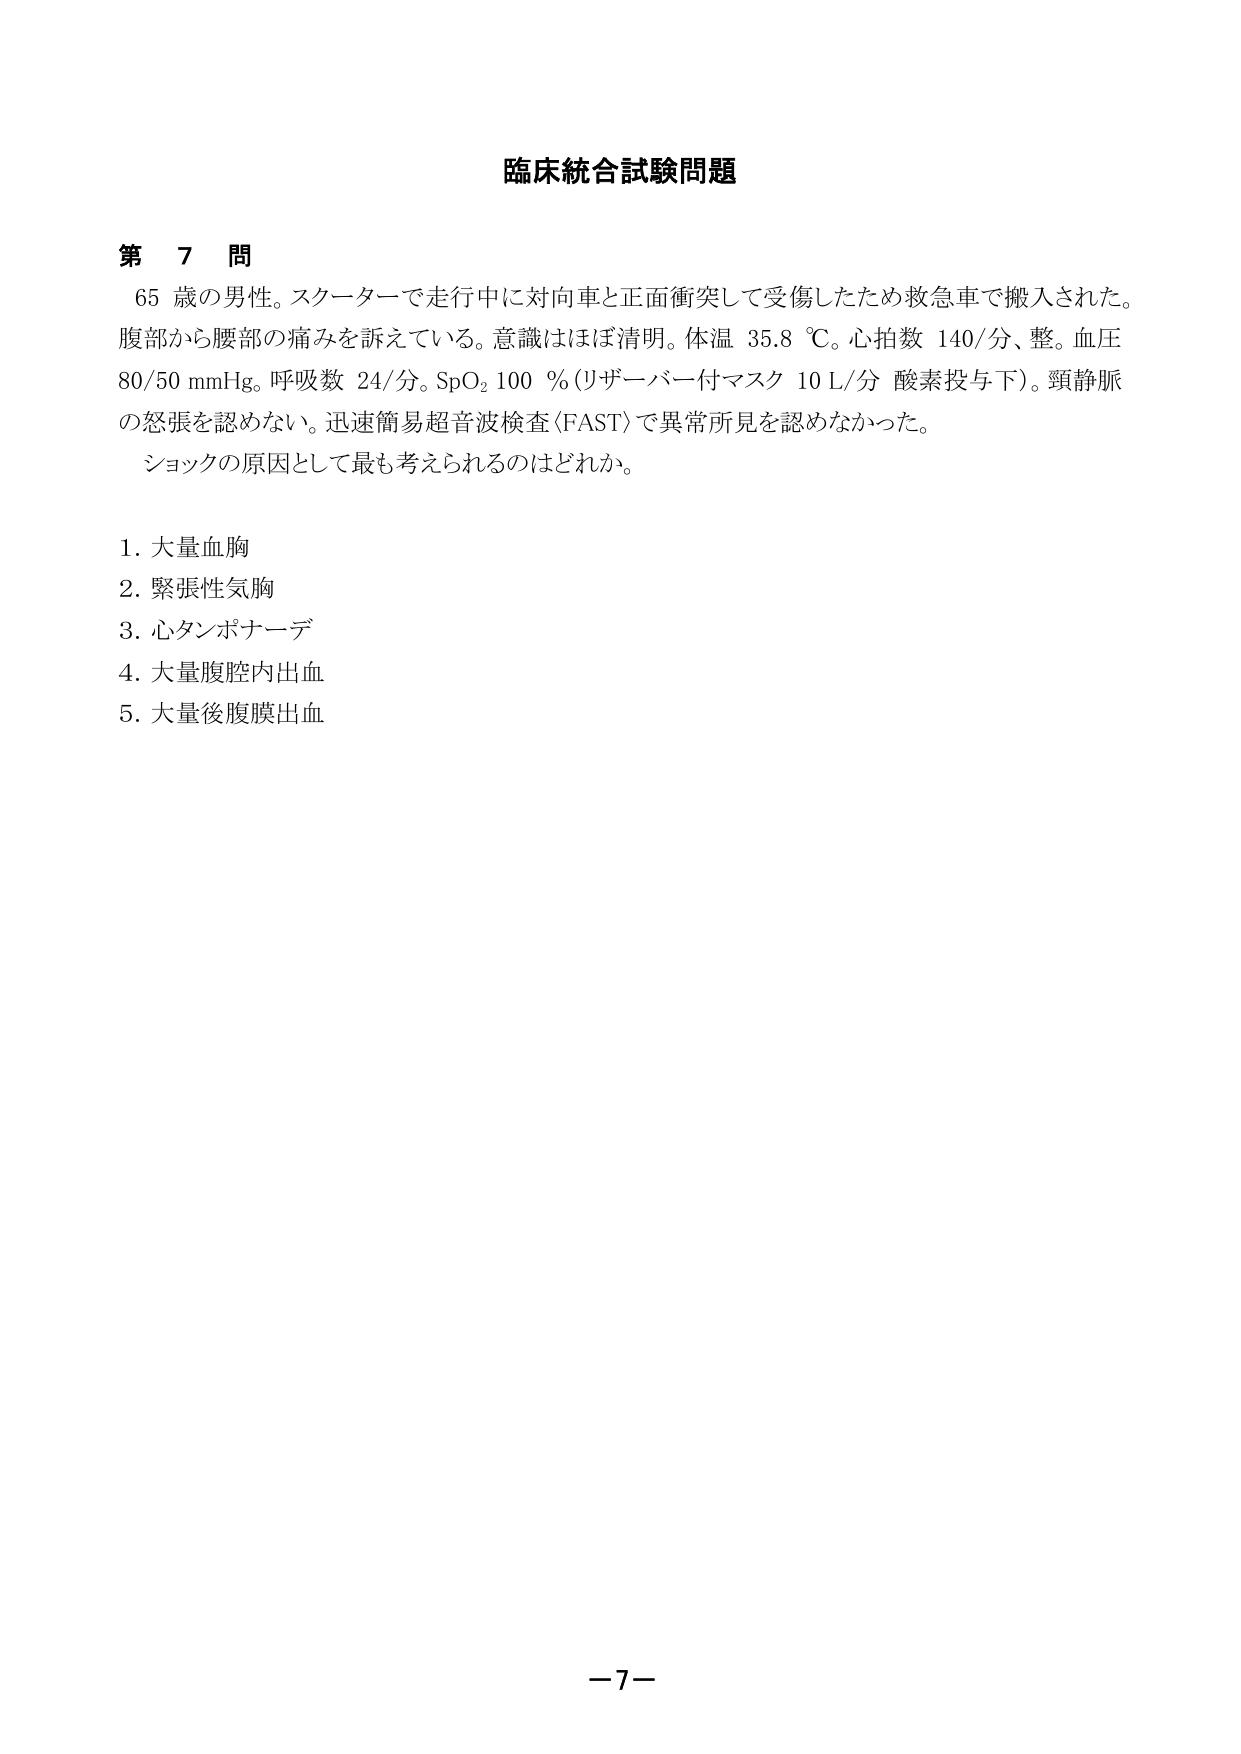 臨床統合試験問題
第 7 問
65 歳の男性。スクーターで走行中に対向車と正面衝突して受傷したため救急車で搬入された。
腹部から腰部の痛みを訴えている。意識はほぼ清明。体温 35.8 ℃。心拍数 140/分、整。血圧
80/50 mmHg。呼吸数 24/分。SpO₂ 100 %(リザーバー付マスク 10 L/分 酸素投与下)。頸静脈
の怒張を認めない。迅速簡易超音波検査〈FAST〉で異常所見を認めなかった。
ショックの原因として最も考えられるのはどれか。
1. 大量血胸
2. 緊張性気胸
3. 心タンポナーデ
4. 大量腹腔内出血
5. 大量後腹膜出血
―7―